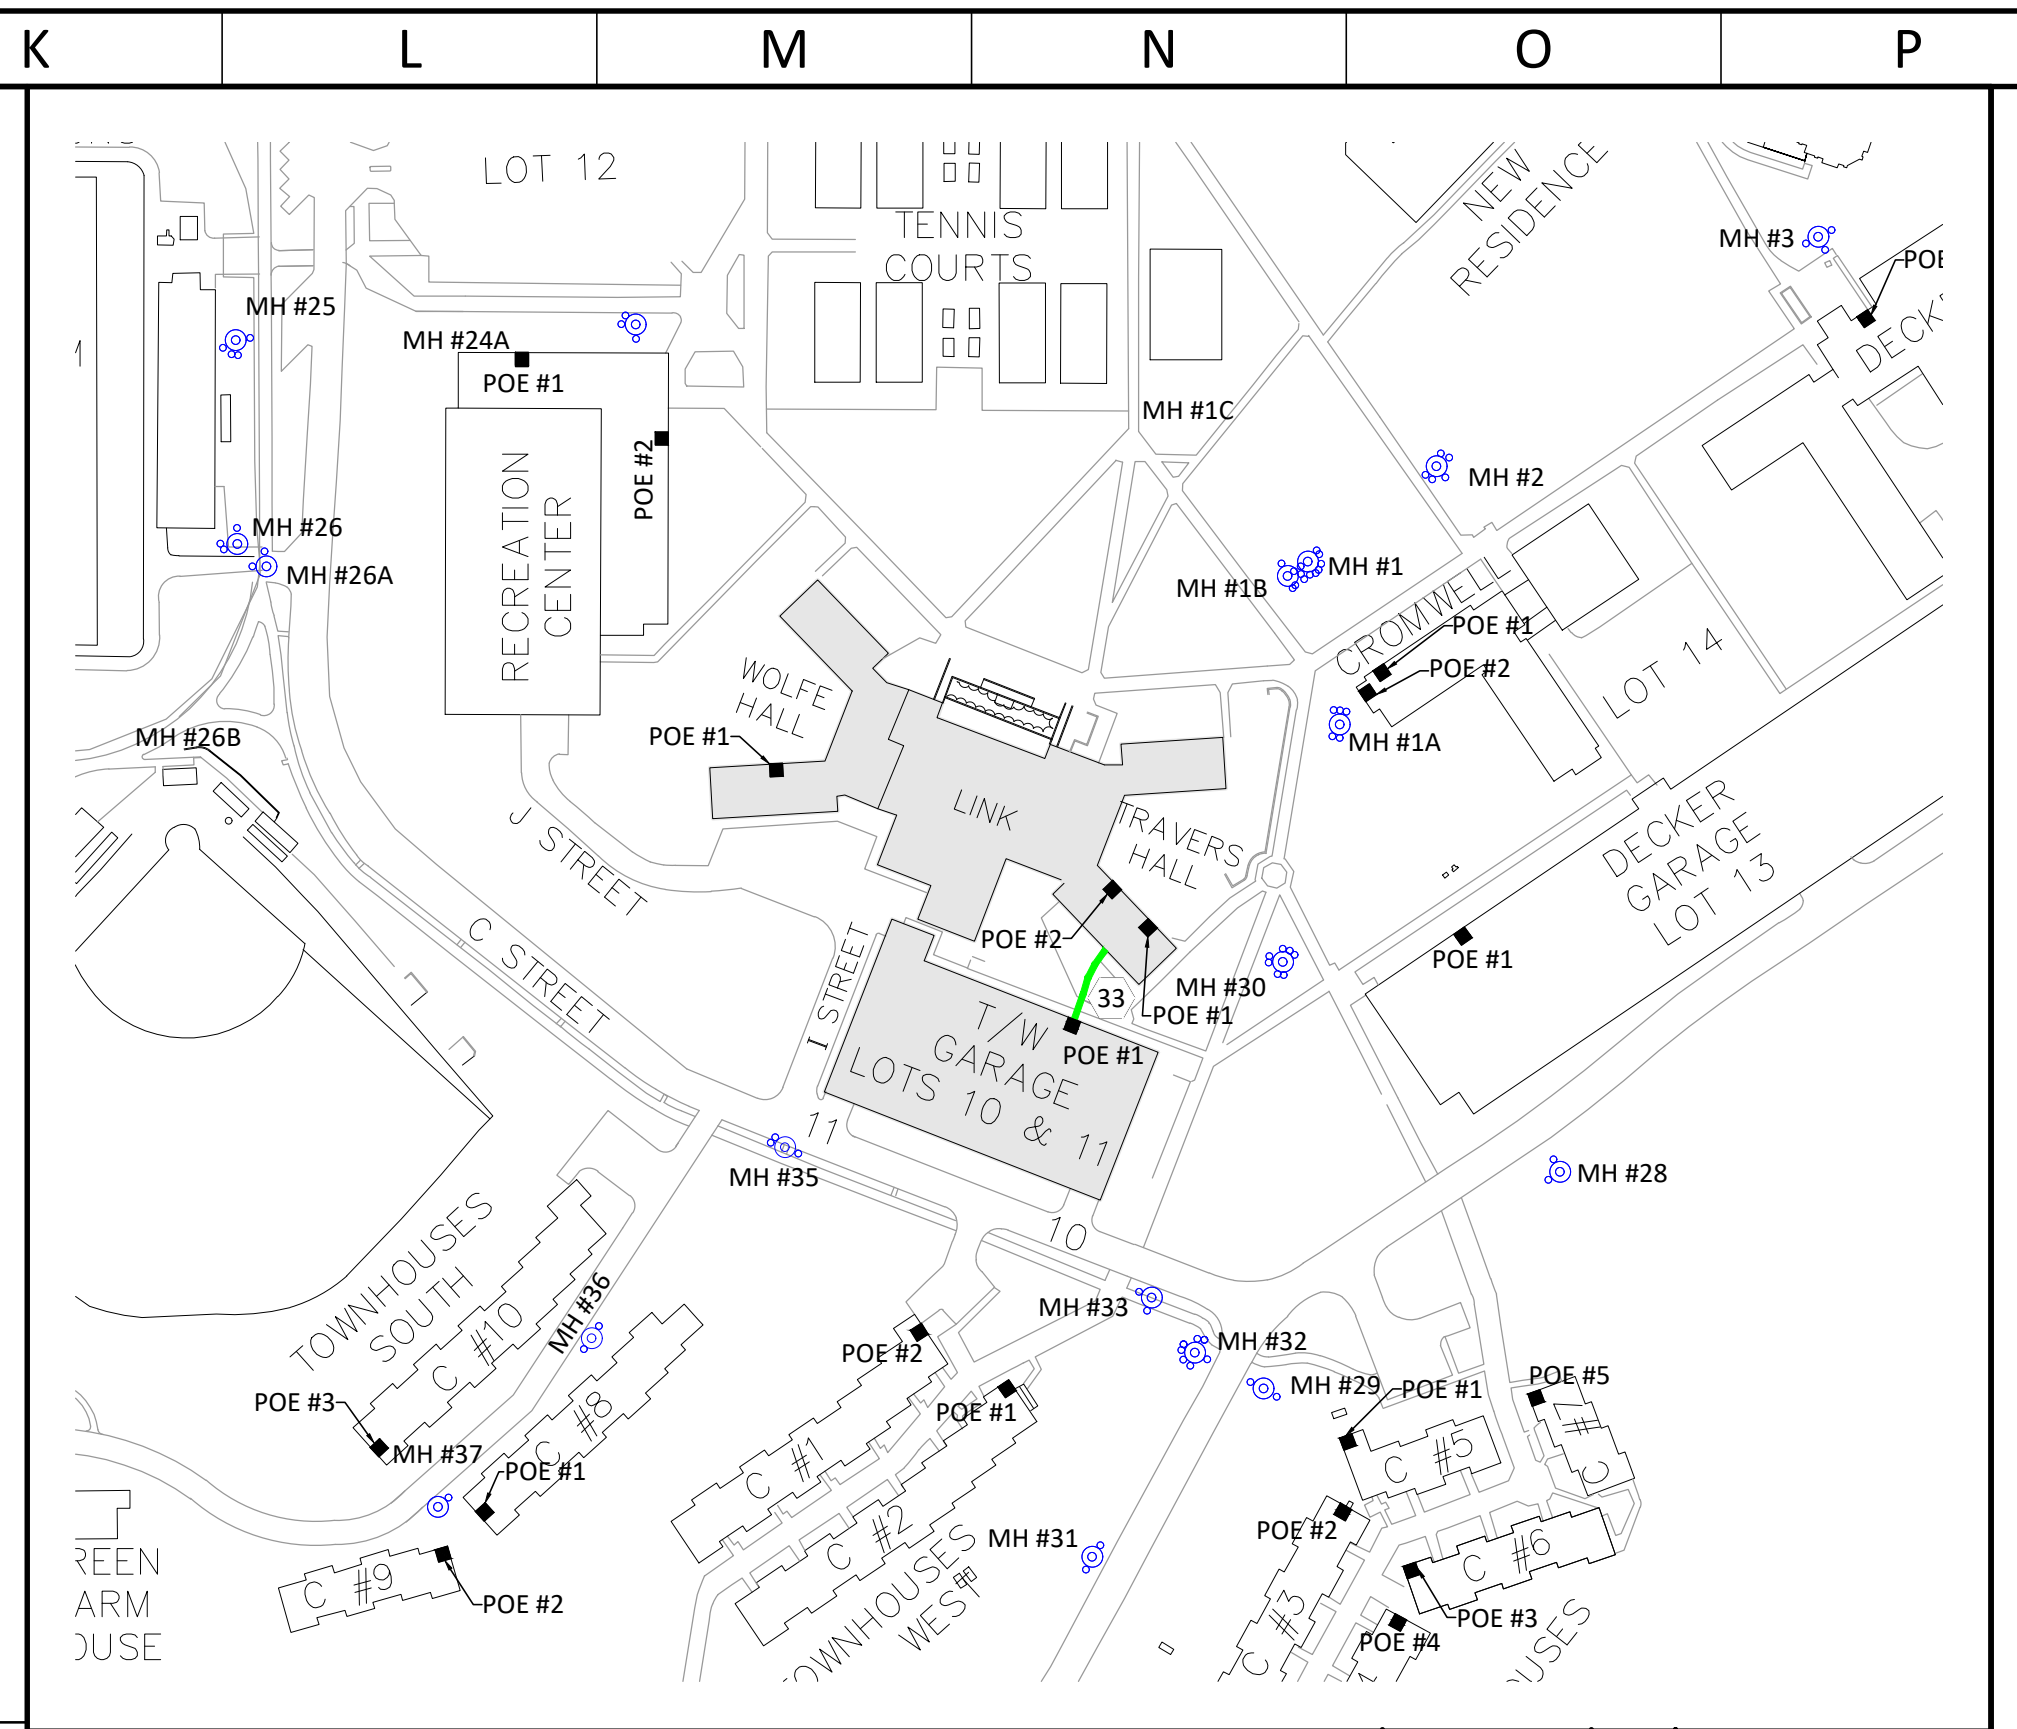 K
L
M
N
O
P
LOT 12
TENNIS
COURTS
NEW
RESIDENCE
MH #3
POE
DECK
MH #25
MH #24A
POE #1
POE #2
RECREATION
CENTER
MH #1C
MH #2
MH #26
MH #26A
MH #1
MH #1B
CROMWELL
POE #1
POE #2
LOT 14
WOLFE
HALL
POE #1
MH #1A
MH #26B
LINK
TRAVERS
HALL
J STREET
DECKER
GARAGE
LOT 13
C STREET
I STREET
POE #2
POE #1
MH #30
33
POE #1
POE #1
T/W
GARAGE
LOTS 10 & 11
11
MH #35
MH #28
10
TOWNHOUSES
SOUTH
C #10
MH #36
MH #33
MH #32
POE #2
MH #29
POE #1
POE #5
POE #3
POE #1
C #8
C #7
MH #37
POE #1
C #1
C #5
C #2
POE #2
MH #31
C #6
REEN
ARM
OUSE
C #9
POE #2
OWNHOUSES
WEST
C #3
POE #3
POE #4
OUSES